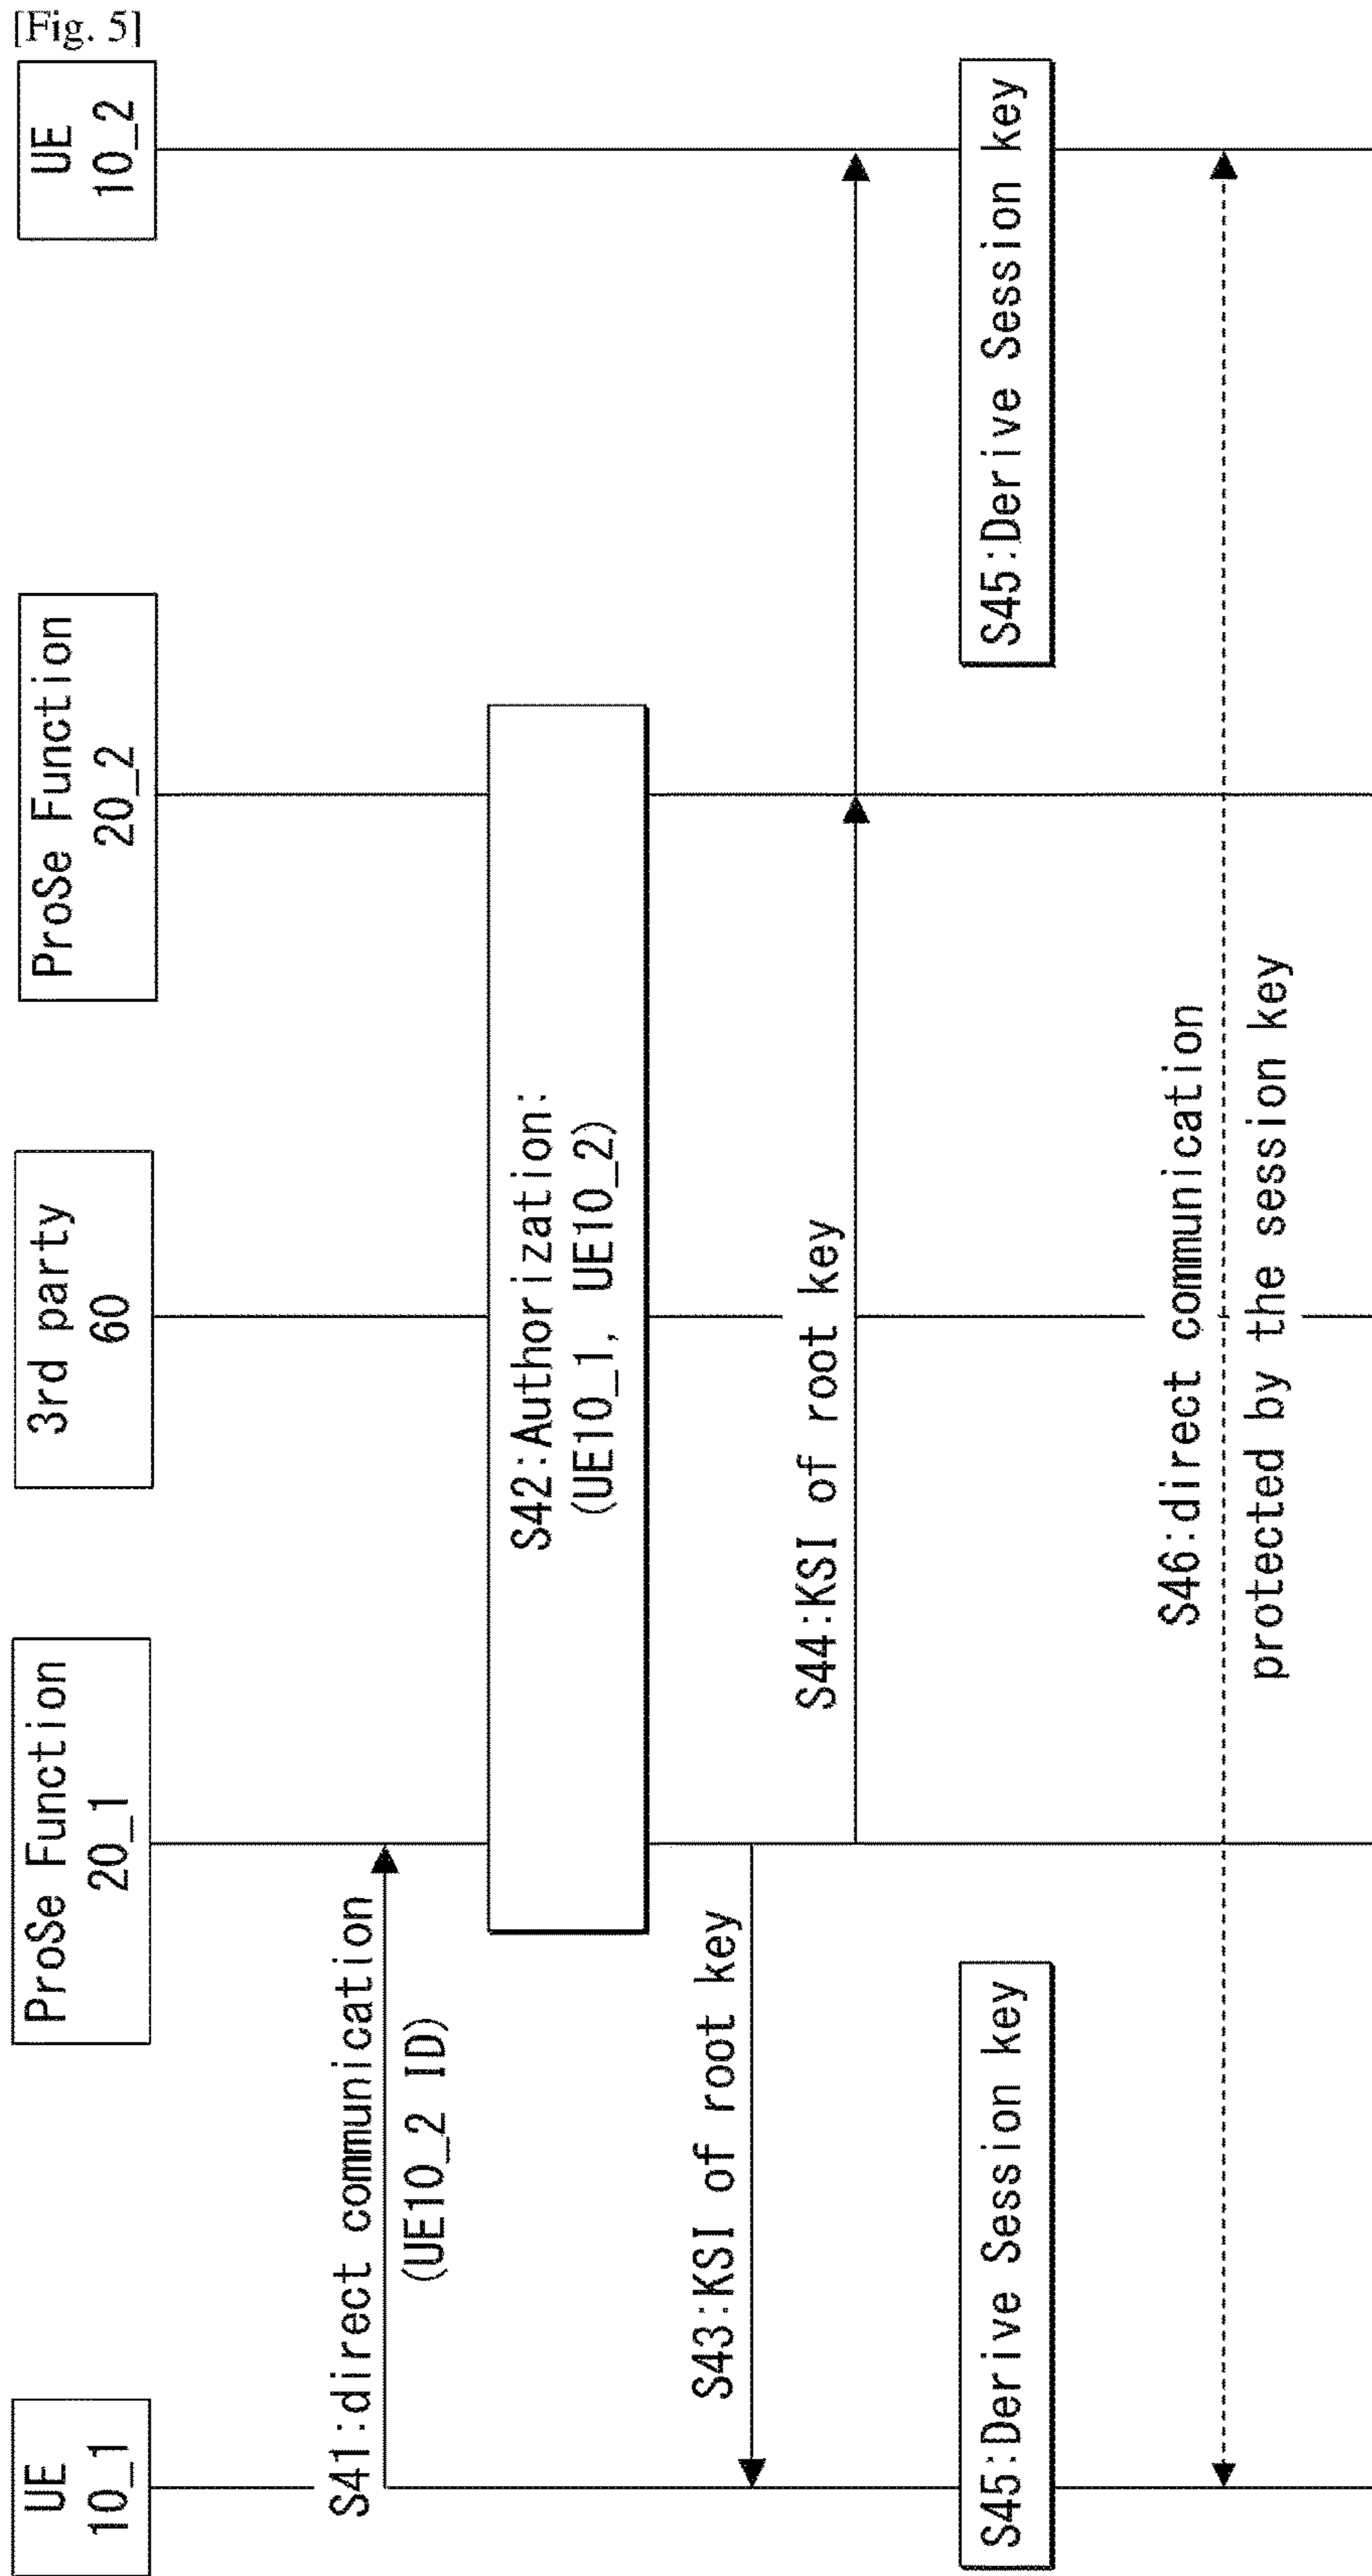 [Fig. 5]
UE
10_1
ProSe Function
20_1
3rd party
60
ProSe Function
20_2
UE
10_2
S41:direct communication
(UE10_2 ID)
S42:Authorization:
(UE10_1, UE10_2)
S43:KSI of root key
S44:KSI of root key
S45:Derive Session key
S45:Derive Session key
S46:direct communication
protected by the session key